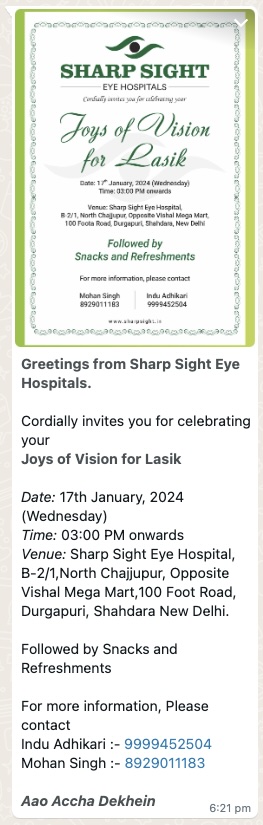 SHARP SIGHT
EYE HOSPITALS
Cordially invites you for celebrating your
Joys of Vision
for Lasik
Date: 17th January, 2024 (Wednesday)
Time: 03:00 PM onwards
Venue: Sharp Sight Eye Hospital,
B-2/1, North Chajjupur, Opposite Vishal Mega Mart,
100 Foota Road, Durgapuri, Shahdara, New Delhi
Followed by
Snacks and Refreshments
For more information, please contact
Mohan Singh Indu Adhikari
8929011183 9999452504
www.sharpsight.in
Greetings from Sharp Sight Eye
Hospitals.
Cordially invites you for celebrating
your
Joys of Vision for Lasik
Date: 17th January, 2024
(Wednesday)
Time: 03:00 PM onwards
Venue: Sharp Sight Eye Hospital,
B-2/1,North Chajjupur, Opposite
Vishal Mega Mart,100 Foot Road,
Durgapuri, Shahdara New Delhi.
Followed by Snacks and
Refreshments
For more information, Please
contact
Indu Adhikari :- 9999452504
Mohan Singh :- 8929011183
Aao Accha Dekhein
6:21 pm